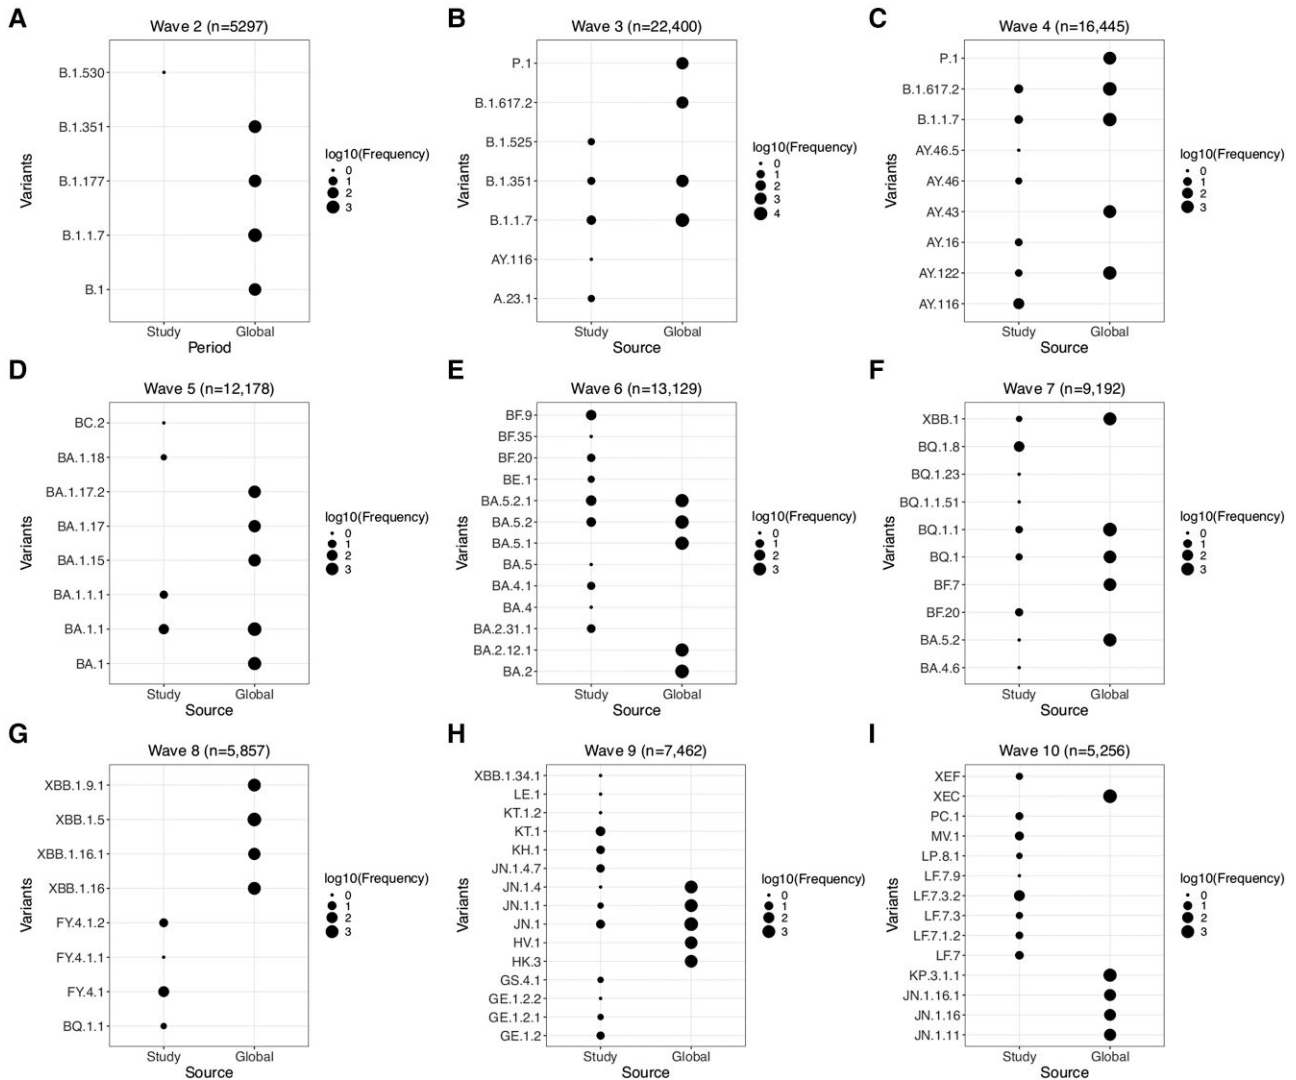 A
Wave 2 (n=5297)
Variants
B.1.530
B.1.351
B.1.177
B.1.1.7
B.1
Study
Global
Period
log10(Frequency)
0
1
2
3
B
Wave 3 (n=22,400)
Variants
P.1
B.1.617.2
B.1.525
B.1.351
B.1.1.7
AY.116
A.23.1
Study
Global
Source
log10(Frequency)
0
1
2
3
4
C
Wave 4 (n=16,445)
Variants
P.1
B.1.617.2
B.1.1.7
AY.46.5
AY.46
AY.43
AY.16
AY.122
AY.116
Study
Global
Source
log10(Frequency)
0
1
2
3
D
Wave 5 (n=12,178)
Variants
BC.2
BA.1.18
BA.1.17.2
BA.1.17
BA.1.15
BA.1.1.1
BA.1.1
BA.1
Study
Global
Source
log10(Frequency)
0
1
2
3
E
Wave 6 (n=13,129)
Variants
BF.9
BF.35
BF.20
BE.1
BA.5.2.1
BA.5.2
BA.5.1
BA.5
BA.4.1
BA.4
BA.2.31.1
BA.2.12.1
BA.2
Study
Global
Source
log10(Frequency)
0
1
2
3
F
Wave 7 (n=9,192)
Variants
XBB.1
BQ.1.8
BQ.1.23
BQ.1.1.51
BQ.1.1
BQ.1
BF.7
BF.20
BA.5.2
BA.4.6
Study
Global
Source
log10(Frequency)
0
1
2
3
G
Wave 8 (n=5,857)
Variants
XBB.1.9.1
XBB.1.5
XBB.1.16.1
XBB.1.16
FY.4.1.2
FY.4.1.1
FY.4.1
BQ.1.1
Study
Global
Source
log10(Frequency)
0
1
2
3
H
Wave 9 (n=7,462)
Variants
XBB.1.34.1
LE.1
KT.1.2
KT.1
KH.1
JN.1.4.7
JN.1.4
JN.1.1
JN.1
HV.1
HK.3
GS.4.1
GE.1.2.2
GE.1.2.1
GE.1.2
Study
Global
Source
log10(Frequency)
0
1
2
3
I
Wave 10 (n=5,256)
Variants
XEF
XEC
PC.1
MV.1
LP.8.1
LF.7.9
LF.7.3.2
LF.7.3
LF.7.1.2
LF.7
KP.3.1.1
JN.1.16.1
JN.1.16
JN.1.11
Study
Global
Source
log10(Frequency)
0
1
2
3